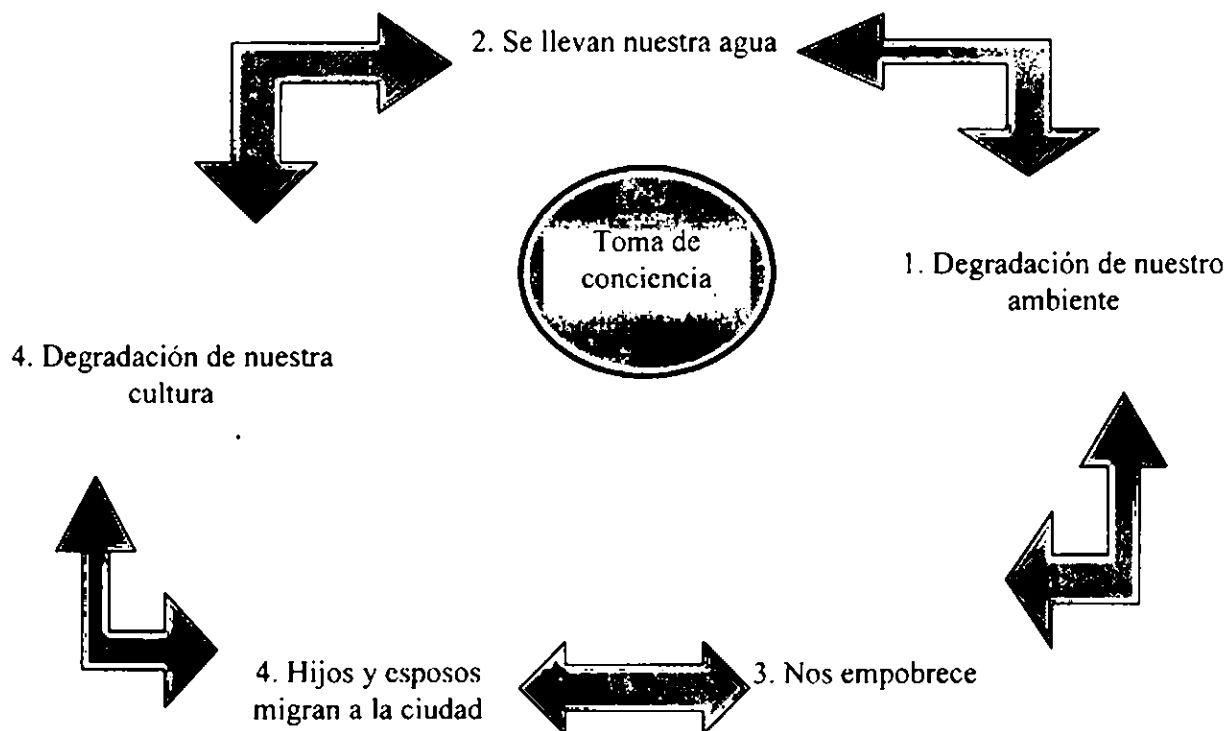 2. Se llevan nuestra agua
Toma de
conciencia
1. Degradación de nuestro
ambiente
4. Degradación de nuestra
cultura
4. Hijos y esposos
migran a la ciudad
3. Nos empobrece